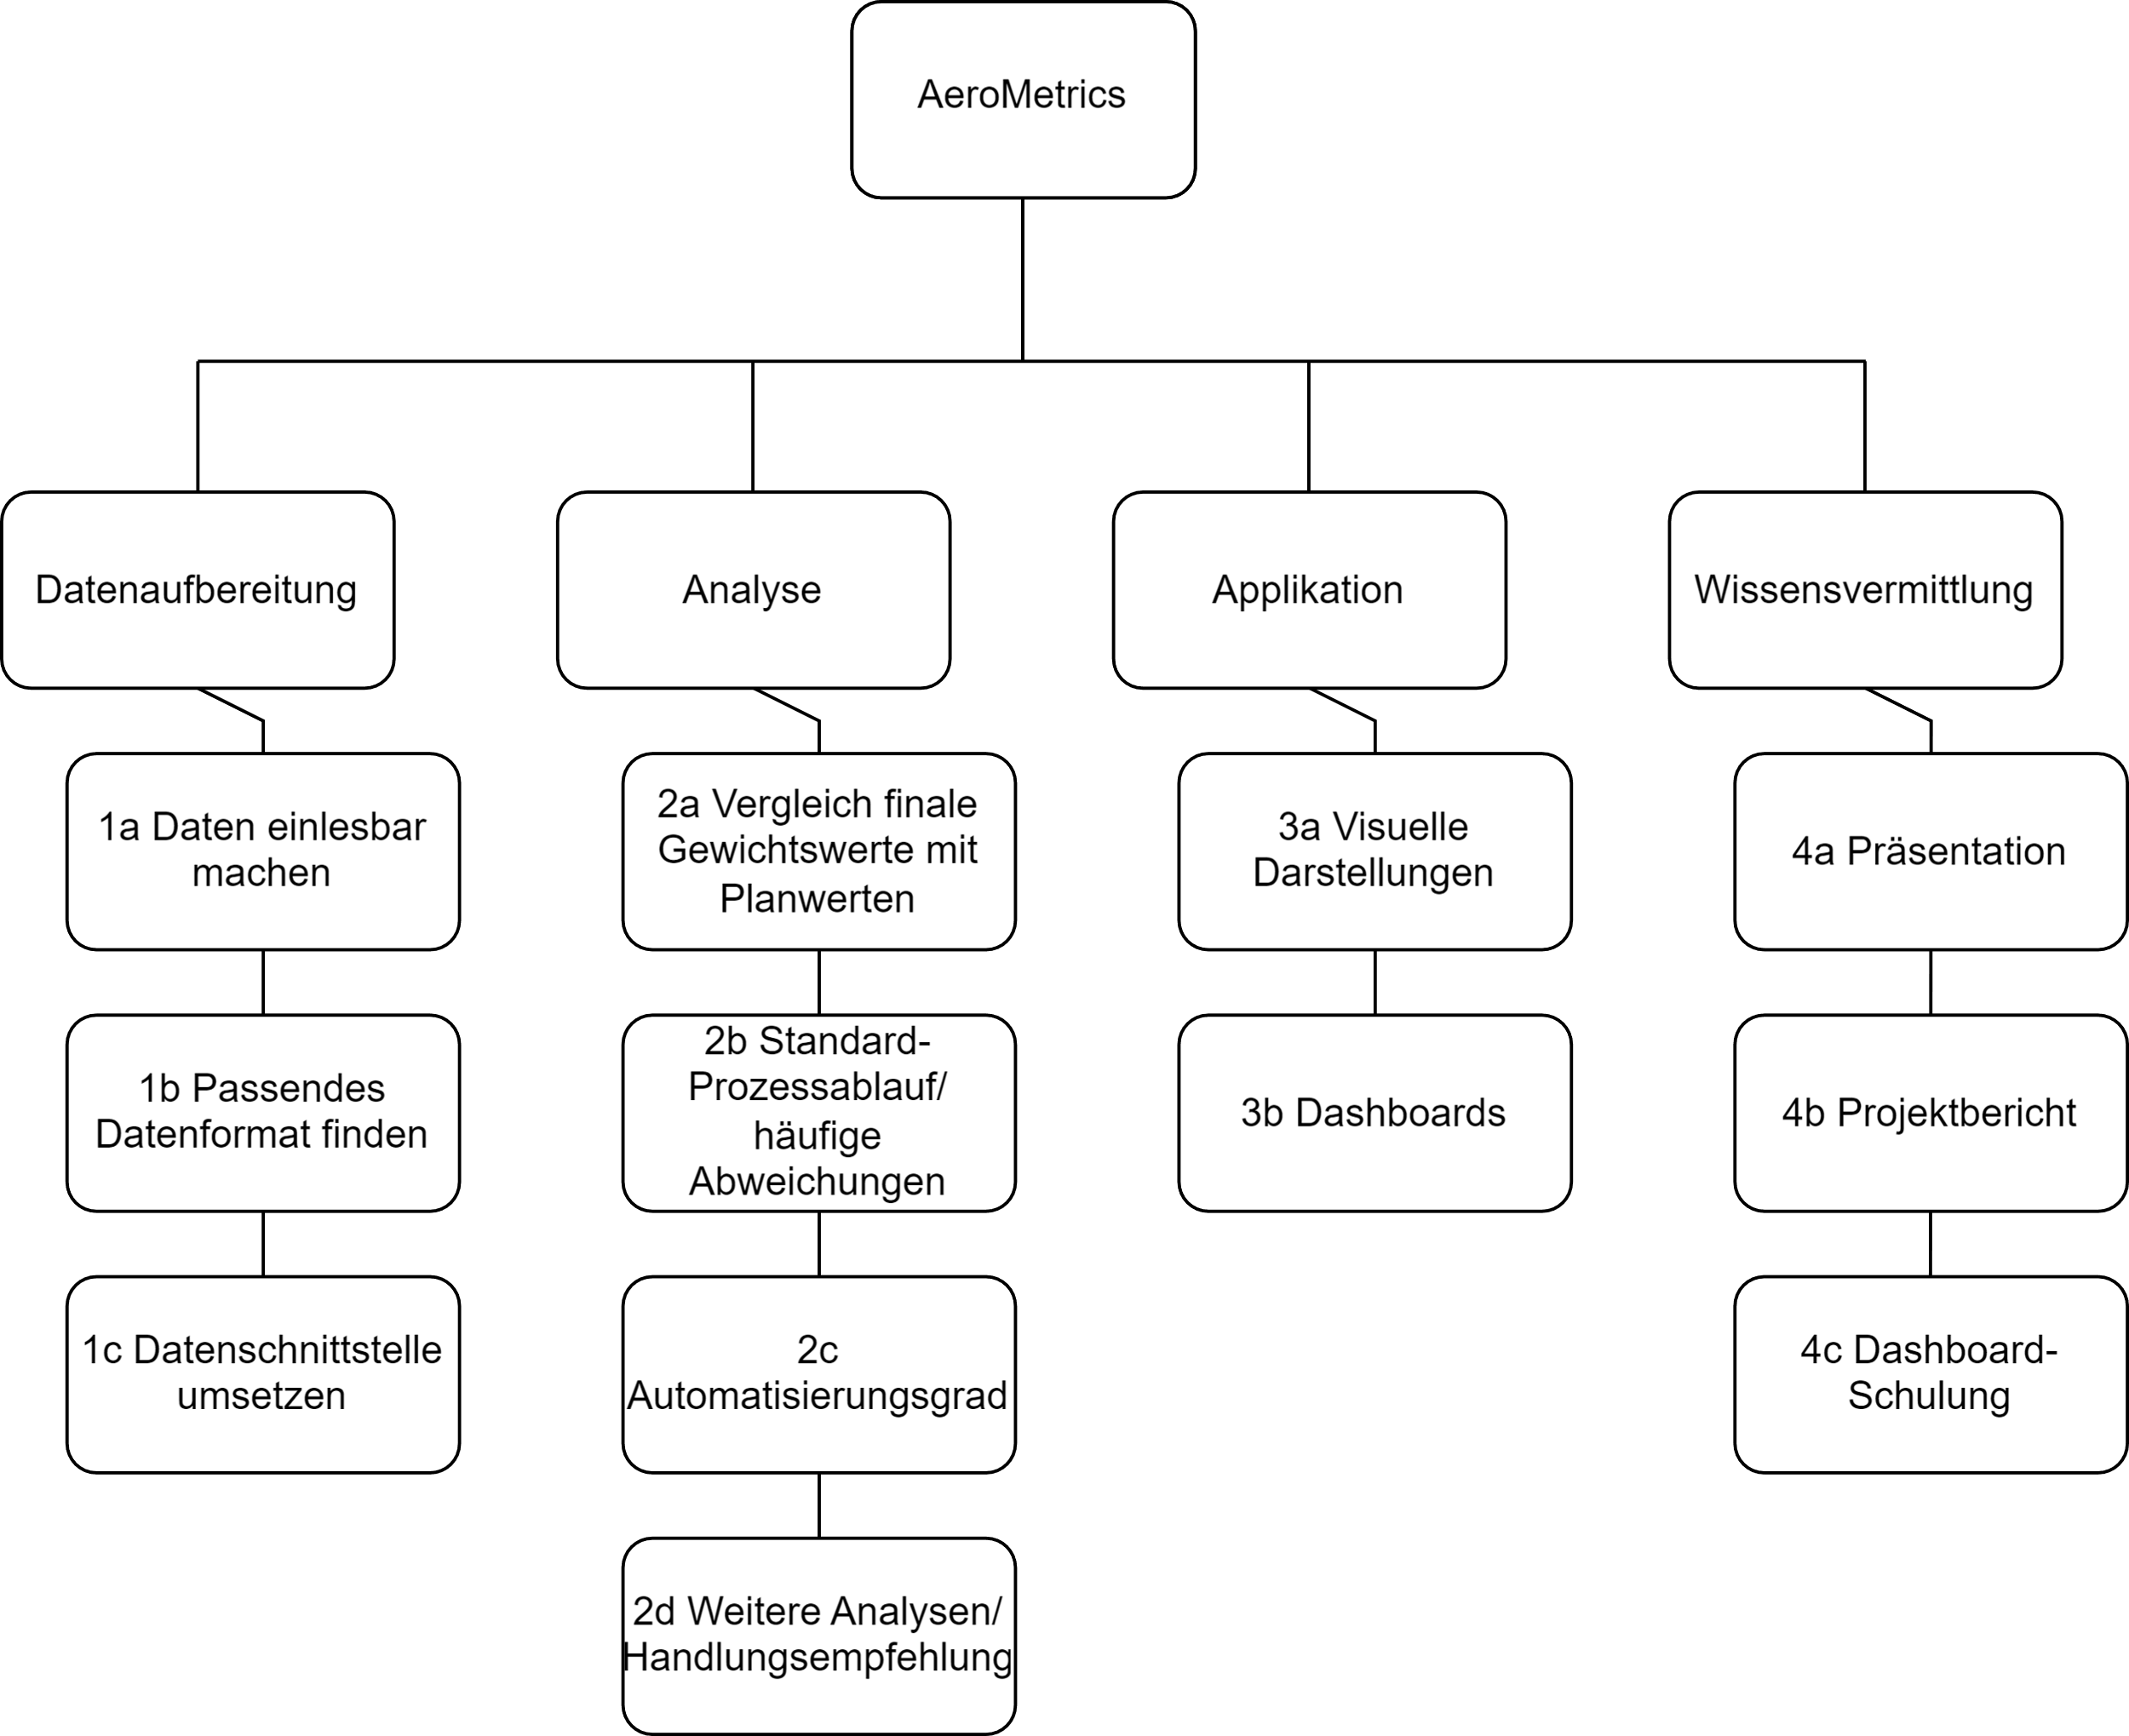 AeroMetrics
Datenaufbereitung
Analyse
Applikation
Wissensvermittlung
1a Daten einlesbar
machen
2a Vergleich finale
Gewichtswerte mit
Planwerten
3a Visuelle
Darstellungen
4a Präsentation
1b Passendes
Datenformat finden
2b Standard-
Prozessablauf/
häufige
Abweichungen
3b Dashboards
4b Projektbericht
1c Datenschnittstelle
umsetzen
2c
Automatisierungsgrad
4c Dashboard-
Schulung
2d Weitere Analysen/
Handlungsempfehlung